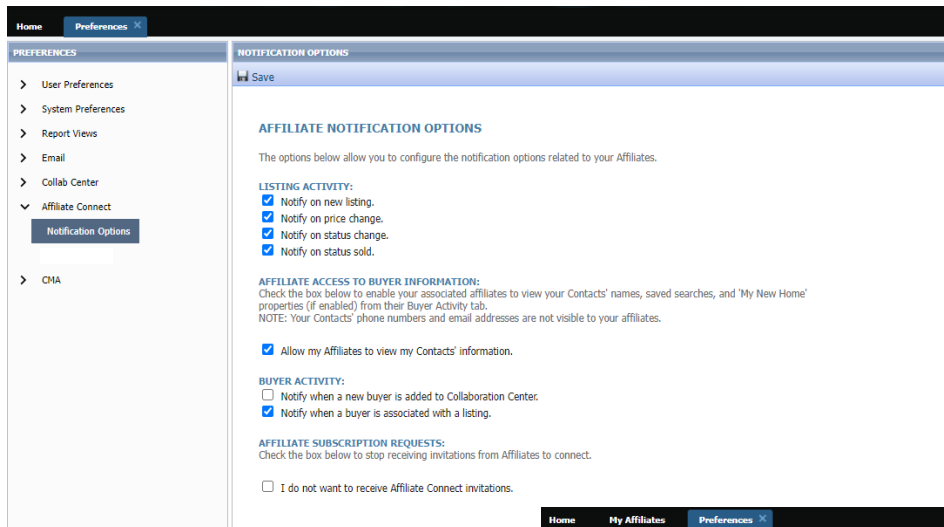 Home Preferences
PREFERENCES
User Preferences
System Preferences
Report Views
Email
Collab Center
Affiliate Connect
Notification Options
CMA
NOTIFICATION OPTIONS
Save
AFFILIATE NOTIFICATION OPTIONS
The options below allow you to configure the notification options related to your Affiliates.
LISTING ACTIVITY:
Notify on new listing.
Notify on price change.
Notify on status change.
Notify on status sold.
AFFILIATE ACCESS TO BUYER INFORMATION:
Check the box below to enable your associated affiliates to view your Contacts' names, saved searches, and 'My New Home'
properties (if enabled) from their Buyer Activity tab.
NOTE: Your Contacts' phone numbers and email addresses are not visible to your affiliates.
Allow my Affiliates to view my Contacts' information.
BUYER ACTIVITY:
Notify when a new buyer is added to Collaboration Center.
Notify when a buyer is associated with a listing.
AFFILIATE SUBSCRIPTION REQUESTS:
Check the box below to stop receiving invitations from Affiliates to connect.
I do not want to receive Affiliate Connect invitations.
Home My Affiliates Preferences